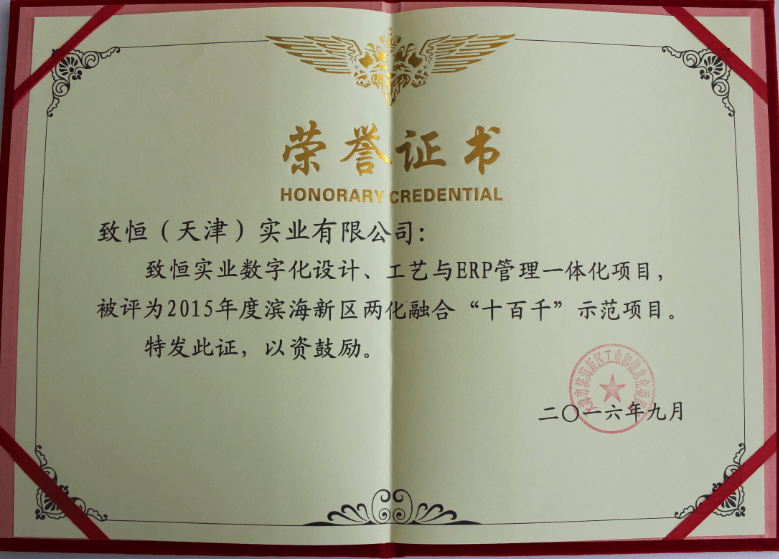 荣誉证书
HONORARY CREDENTIAL
致恒（天津）实业有限公司：
致恒实业数字化设计、工艺与ERP管理一体化项目，
被评为2015年度滨海新区两化融合“十百千”示范项目。
特发此证，以资鼓励。
二〇一六年九月